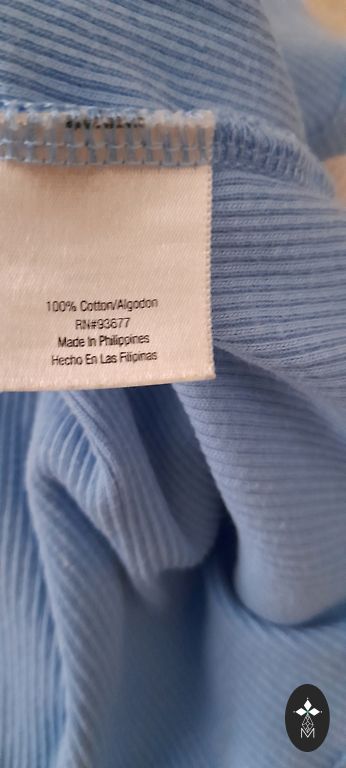 100% Cotton/Algodon
RN#93677
Made In Philippines
Hecho En Las Filipinas